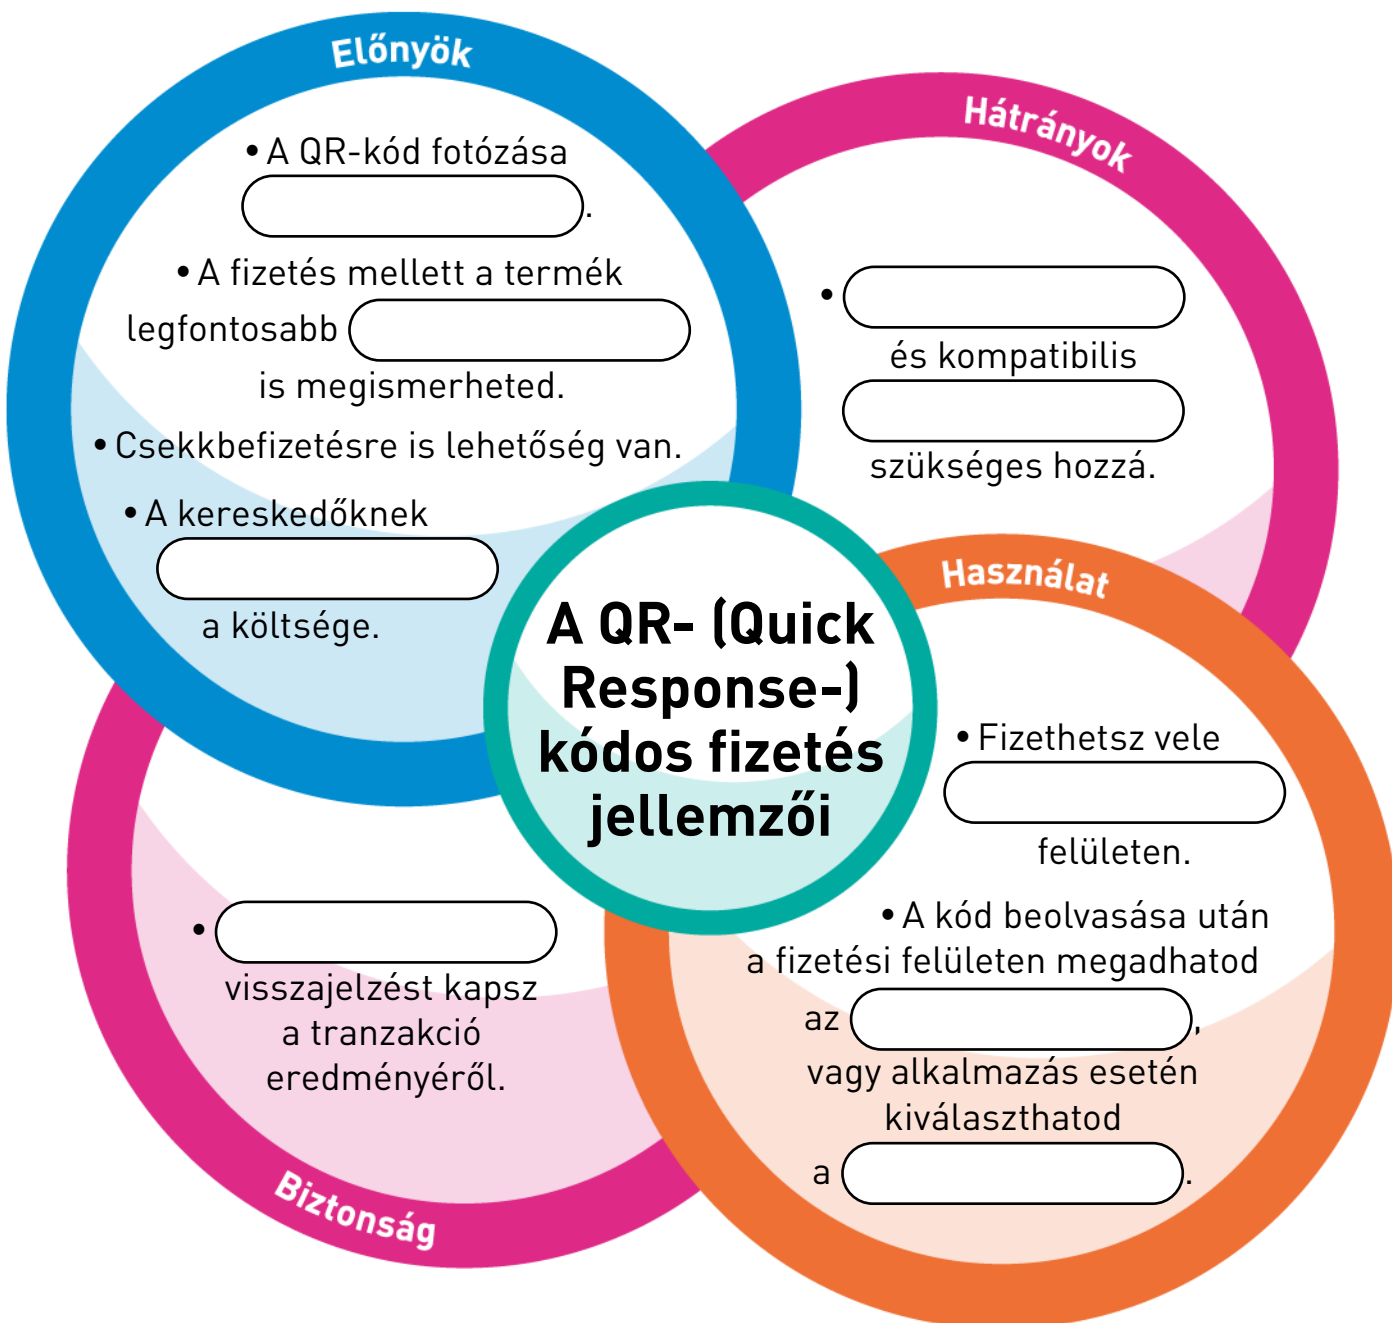 Előnyök
• A QR-kód fotózása
.
• A fizetés mellett a termék
legfontosabb
is megismerheted.
• Csekkbefizetésre is lehetőség van.
• A kereskedőknek
a költsége.
Hátrányok
•
és kompatibilis
szükséges hozzá.
A QR- (Quick
Response-)
kódos fizetés
jellemzői
Használat
• Fizethetsz vele
felületen.
• A kód beolvasása után
a fizetési felületen megadhatod
az ,
vagy alkalmazás esetén
kiválaszthatod
a .
•
visszajelzést kapsz
a tranzakció
eredményéről.
Biztonság